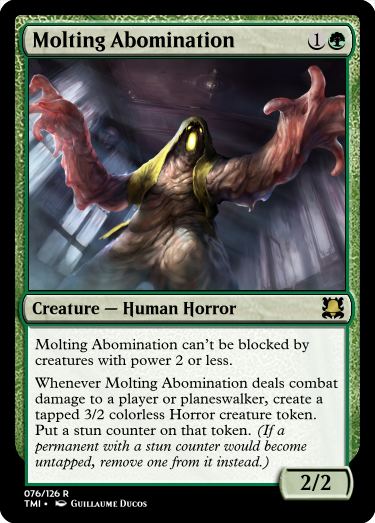 Molting Abomination 1
Creature — Human Horror
Molting Abomination can't be blocked by
creatures with power 2 or less.
Whenever Molting Abomination deals combat
damage to a player or planeswalker, create a
tapped 3/2 colorless Horror creature token.
Put a stun counter on that token. (If a
permanent with a stun counter would become
untapped, remove one from it instead.)
2/2
076/126 R
TMI • Guillaume Ducos